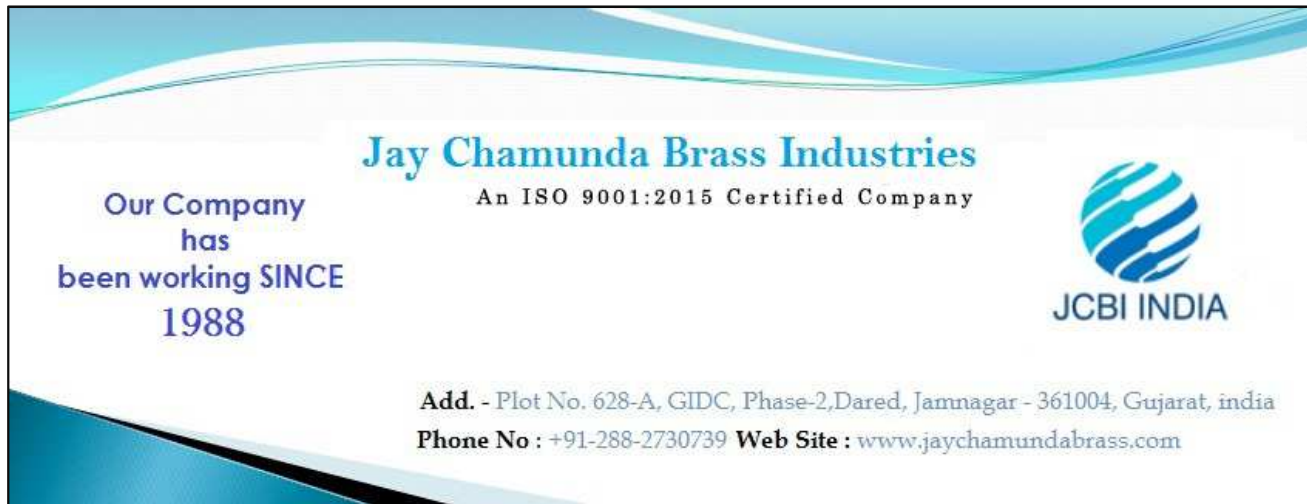 Jay Chamunda Brass Industries
An ISO 9001:2015 Certified Company
Our Company
has
been working SINCE
1988
JCBI INDIA
Add. - Plot No. 628-A, GIDC, Phase-2,Dared, Jamnagar - 361004, Gujarat, india
Phone No : +91-288-2730739 Web Site : www.jaychamundabrass.com